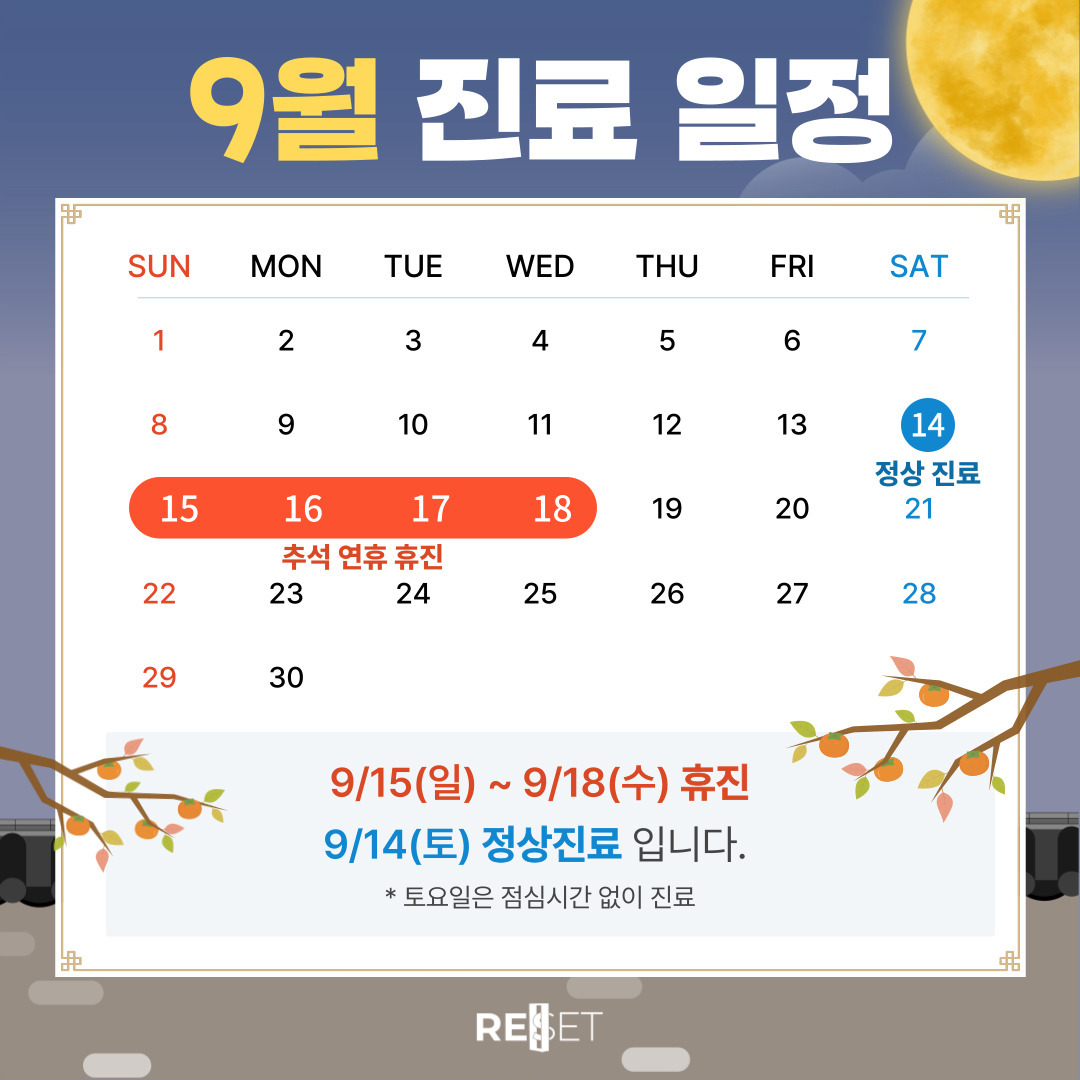 9월 진료 일정
SUN MON TUE WED THU FRI SAT
1 2 3 4 5 6 7
8 9 10 11 12 13 14
정상 진료
15 16 17 18 19 20 21
추석 연휴 휴진
22 23 24 25 26 27 28
29 30
9/15(일) ~ 9/18(수) 휴진
9/14(토) 정상진료 입니다.
* 토요일은 점심시간 없이 진료
RESET